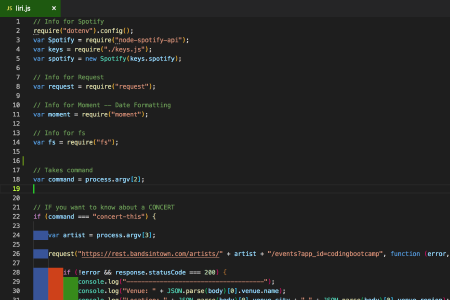 JS liri.js ×
1 // Info for Spotify
2 require("dotenv").config();
3 var Spotify = require("node-spotify-api");
4 var keys = require("./keys.js");
5 var spotify = new Spotify(keys.spotify);
6
7 // Info for Request
8 var request = require("request");
9
10 // Info for Moment -- Date Formatting
11 var moment = require("moment");
12
13 // Info for fs
14 var fs = require("fs");
15
16
17 // Takes command
18 var command = process.argv[2];
19
20
21 // IF you want to know about a CONCERT
22 if (command === "concert-this") {
23
24 var artist = process.argv[3];
25
26 request("https://rest.bandsintown.com/artists/" + artist + "/events?app_id=codingbootcamp", function (error,
27
28 if (!error && response.statusCode === 200) {
29
30 console.log("Venue: " + JSON.parse(body)[0].venue.name);
31